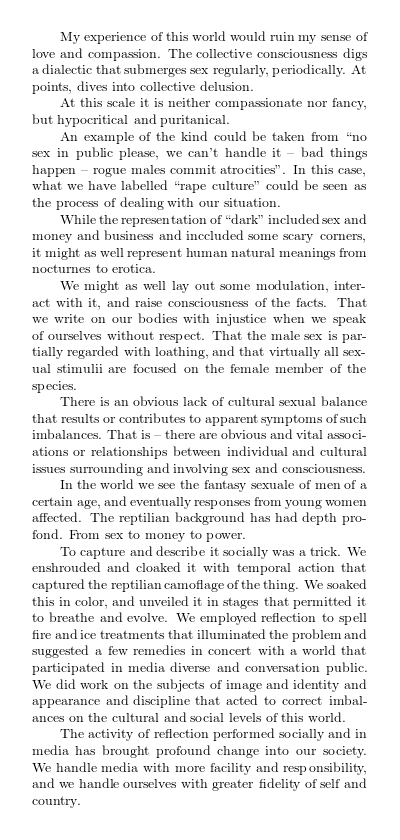 My experience of this world would ruin my sense of
love and compassion. The collective consciousness digs
a dialectic that submerges sex regularly, periodically. At
points, dives into collective delusion.
At this scale it is neither compassionate nor fancy,
but hypocritical and puritanical.
An example of the kind could be taken from “no
sex in public please, we can’t handle it – bad things
happen – rogue males commit atrocities”. In this case,
what we have labelled “rape culture” could be seen as
the process of dealing with our situation.
While the representation of “dark” included sex and
money and business and inccluded some scary corners,
it might as well represent human natural meanings from
nocturnes to erotica.
We might as well lay out some modulation, inter-
act with it, and raise consciousness of the facts. That
we write on our bodies with injustice when we speak
of ourselves without respect. That the male sex is par-
tially regarded with loathing, and that virtually all sex-
ual stimulii are focused on the female member of the
species.
There is an obvious lack of cultural sexual balance
that results or contributes to apparent symptoms of such
imbalances. That is – there are obvious and vital associ-
ations or relationships between individual and cultural
issues surrounding and involving sex and consciousness.
In the world we see the fantasy sexuale of men of a
certain age, and eventually responses from young women
affected. The reptilian background has had depth pro-
fond. From sex to money to power.
To capture and describe it socially was a trick. We
enshrouded and cloaked it with temporal action that
captured the reptilian camoflage of the thing. We soaked
this in color, and unveiled it in stages that permitted it
to breathe and evolve. We employed reflection to spell
fire and ice treatments that illuminated the problem and
suggested a few remedies in concert with a world that
participated in media diverse and conversation public.
We did work on the subjects of image and identity and
appearance and discipline that acted to correct imbal-
ances on the cultural and social levels of this world.
The activity of reflection performed socially and in
media has brought profound change into our society.
We handle media with more facility and responsibility,
and we handle ourselves with greater fidelity of self and
country.